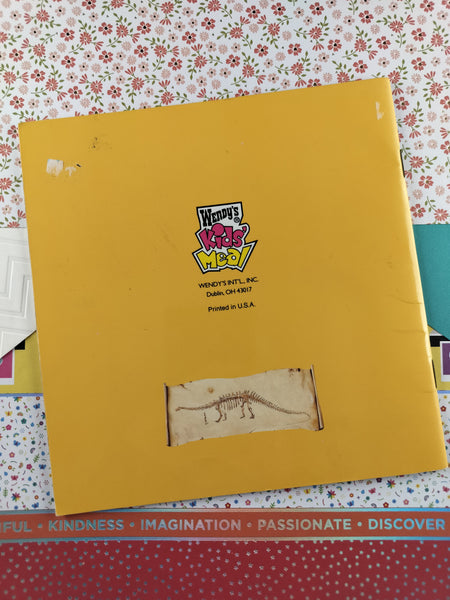 WENDY'S ®
Kids'
MEAL
WENDY'S INT'L., INC.
Dublin, OH 43017
Printed in U.S.A.
FUL • KINDNESS • IMAGINATION • PASSIONATE • DISCOVER